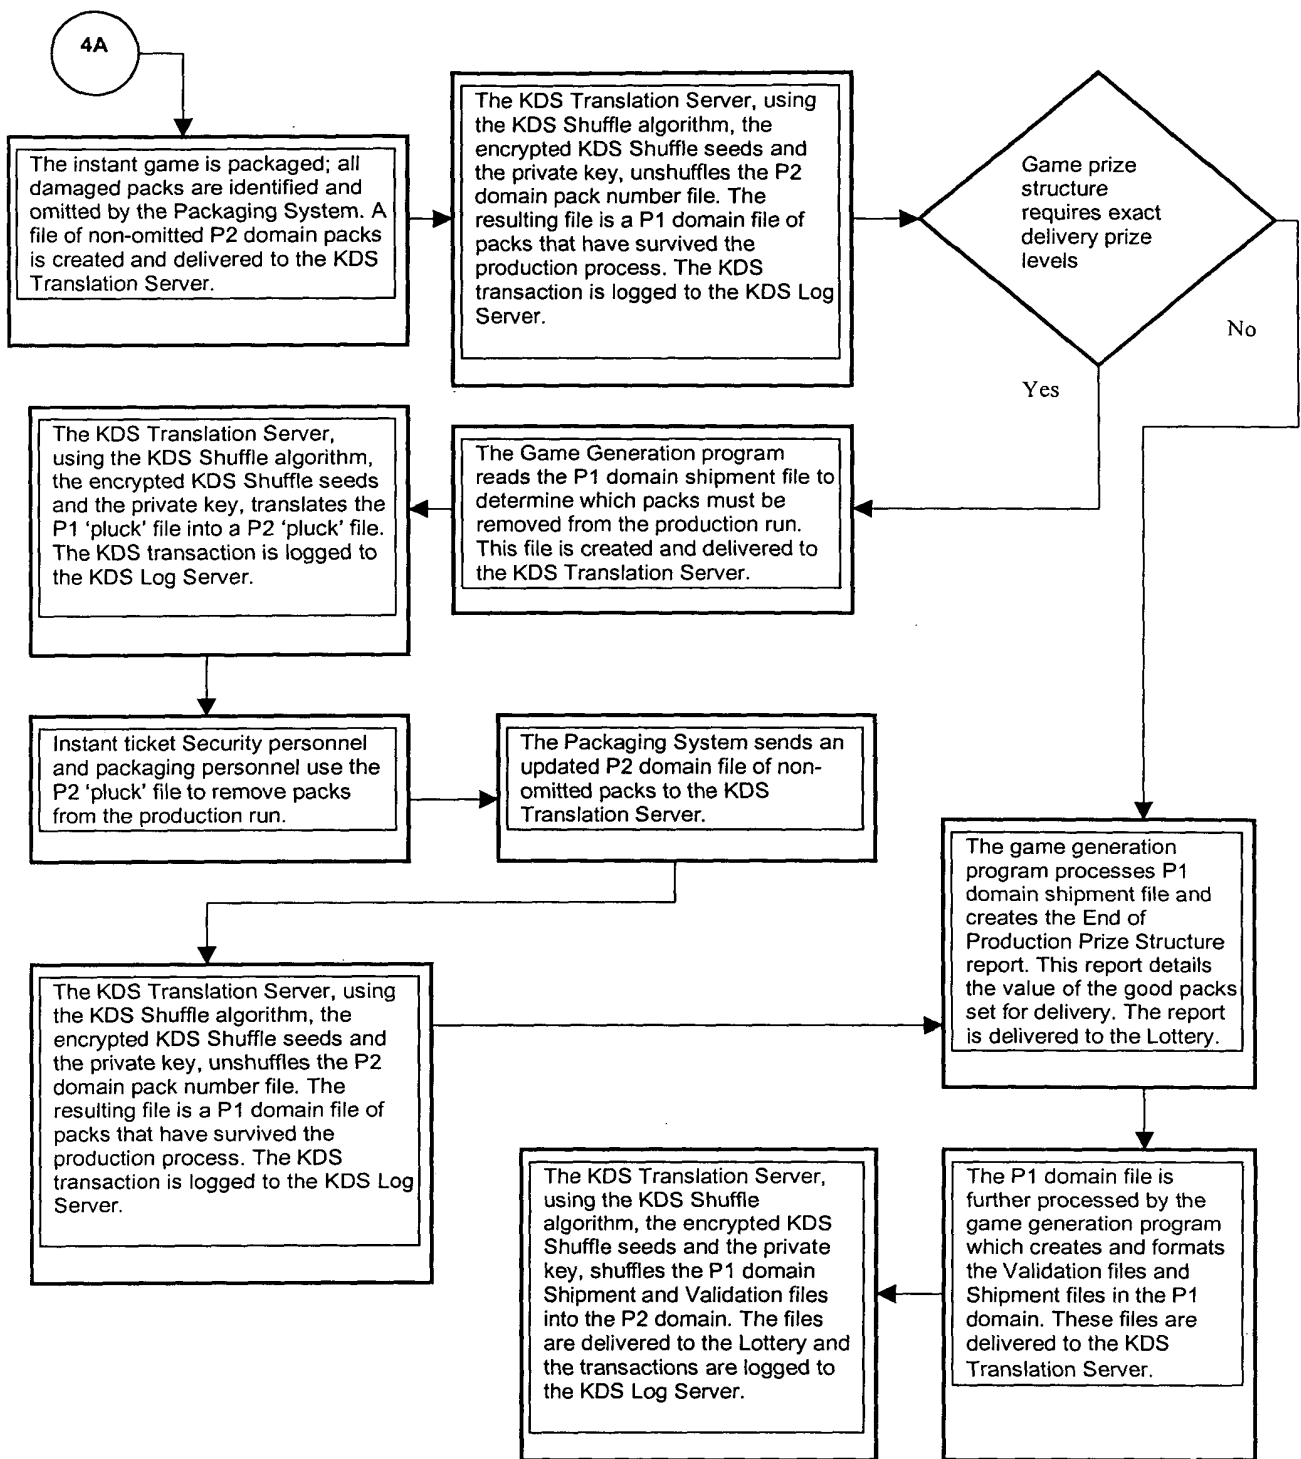 4A
The instant game is packaged; all
damaged packs are identified and
omitted by the Packaging System. A
file of non-omitted P2 domain packs
is created and delivered to the KDS
Translation Server.
The KDS Translation Server, using
the KDS Shuffle algorithm, the
encrypted KDS Shuffle seeds and
the private key, unshuffles the P2
domain pack number file. The
resulting file is a P1 domain file of
packs that have survived the
production process. The KDS
transaction is logged to the KDS Log
Server.
Game prize
structure
requires exact
delivery prize
levels
No
Yes
The Game Generation program
reads the P1 domain shipment file to
determine which packs must be
removed from the production run.
This file is created and delivered to
the KDS Translation Server.
The KDS Translation Server,
using the KDS Shuffle algorithm,
the encrypted KDS Shuffle seeds
and the private key, translates the
P1 ‘pluck’ file into a P2 ‘pluck’ file.
The KDS transaction is logged to
the KDS Log Server.
Instant ticket Security personnel
and packaging personnel use the
P2 ‘pluck’ file to remove packs
from the production run.
The Packaging System sends an
updated P2 domain file of non-
omitted packs to the KDS
Translation Server.
The KDS Translation Server, using
the KDS Shuffle algorithm, the
encrypted KDS Shuffle seeds and
the private key, unshuffles the P2
domain pack number file. The
resulting file is a P1 domain file of
packs that have survived the
production process. The KDS
transaction is logged to the KDS Log
Server.
The game generation
program processes P1
domain shipment file and
creates the End of
Production Prize Structure
report. This report details
the value of the good packs
set for delivery. The report
is delivered to the Lottery.
The P1 domain file is
further processed by the
game generation program
which creates and formats
the Validation files and
Shipment files in the P1
domain. These files are
delivered to the KDS
Translation Server.
The KDS Translation Server,
using the KDS Shuffle
algorithm, the encrypted KDS
Shuffle seeds and the private
key, shuffles the P1 domain
Shipment and Validation files
into the P2 domain. The files
are delivered to the Lottery and
the transactions are logged to
the KDS Log Server.